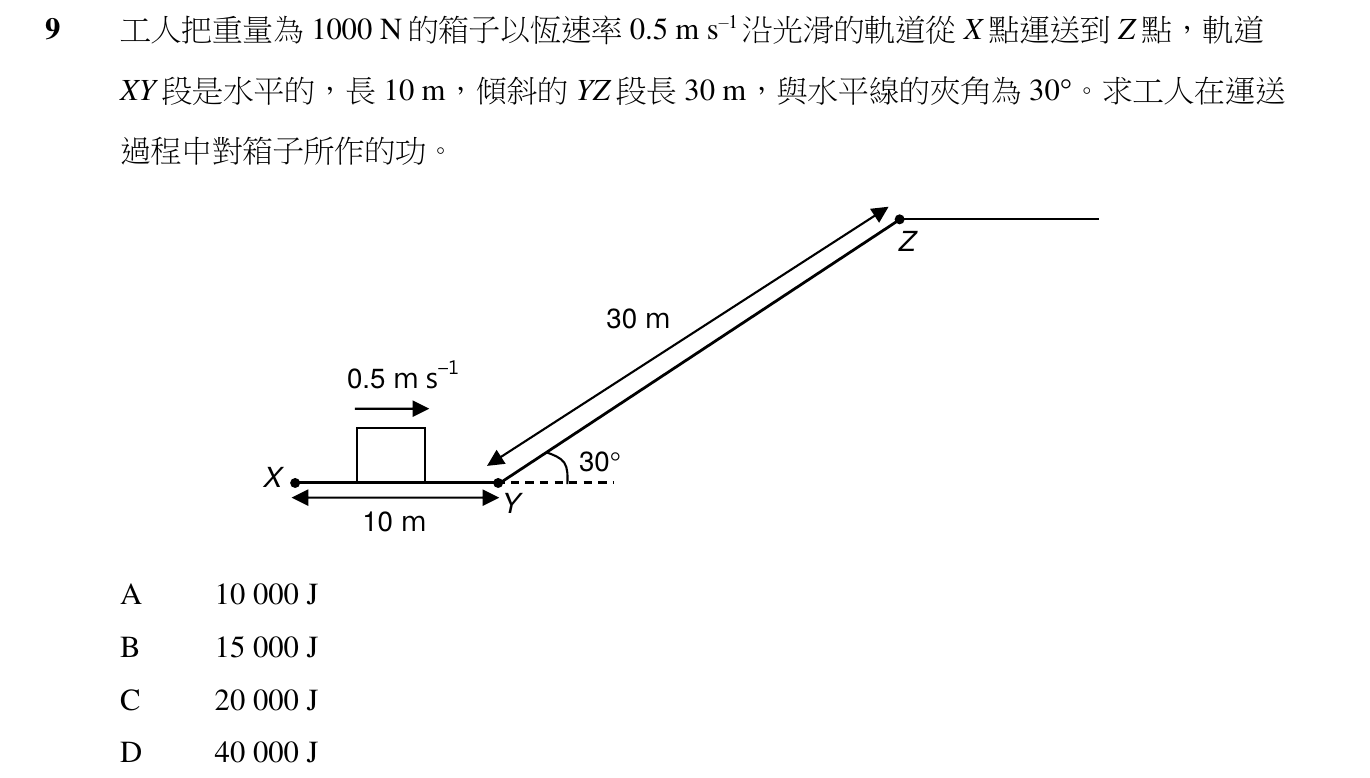 9 工人把重量為 1000 N 的箱子以恆速率 0.5 m s⁻¹ 沿光滑的軌道從 X 點運送到 Z 點，軌道
XY 段是水平的，長 10 m，傾斜的 YZ 段長 30 m，與水平線的夾角為 30°。求工人在運送
過程中對箱子所作的功。
Z
30 m
0.5 m s⁻¹
30°
X
Y
10 m
A 10 000 J
B 15 000 J
C 20 000 J
D 40 000 J